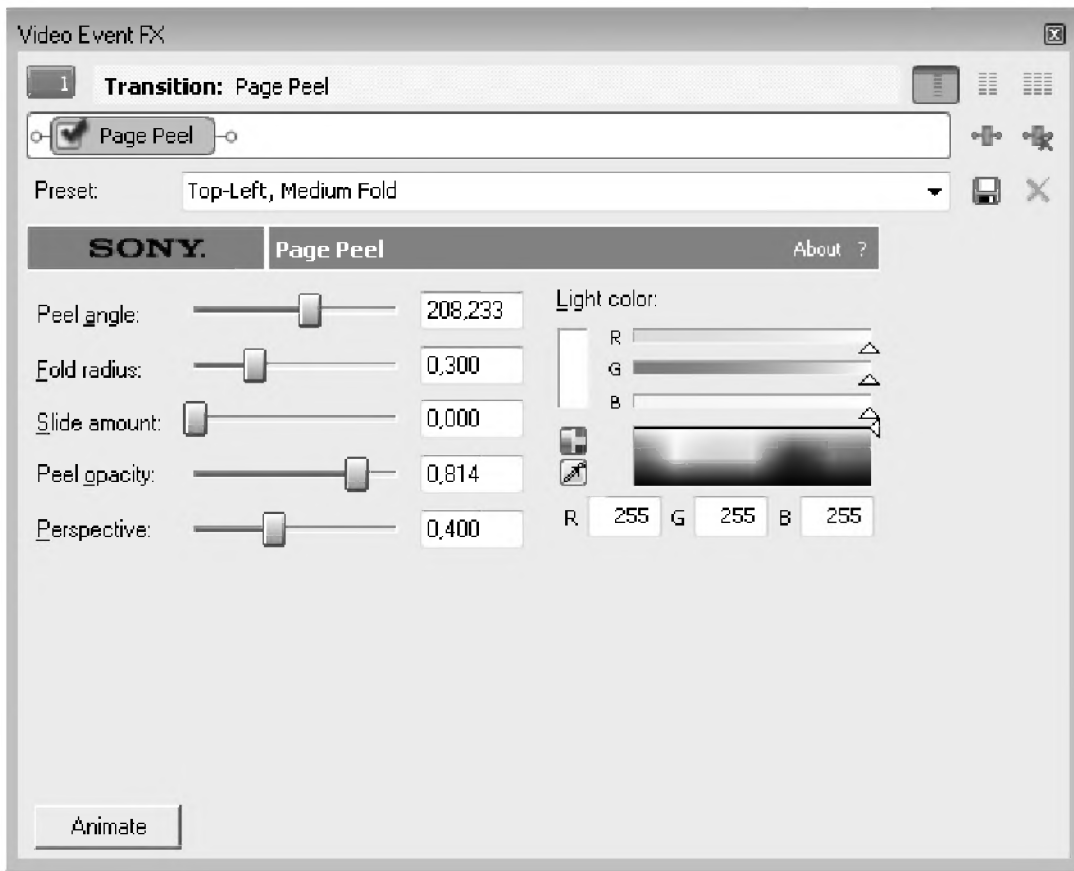 Video Event FX
1 Transition: Page Peel
Page Peel
Preset: Top-Left, Medium Fold
SONY. Page Peel About ?
Peel angle: 208,233
Fold radius: 0,300
Slide amount: 0,000
Peel opacity: 0,814
Perspective: 0,400
Light color:
R
G
B
R 255 G 255 B 255
Animate